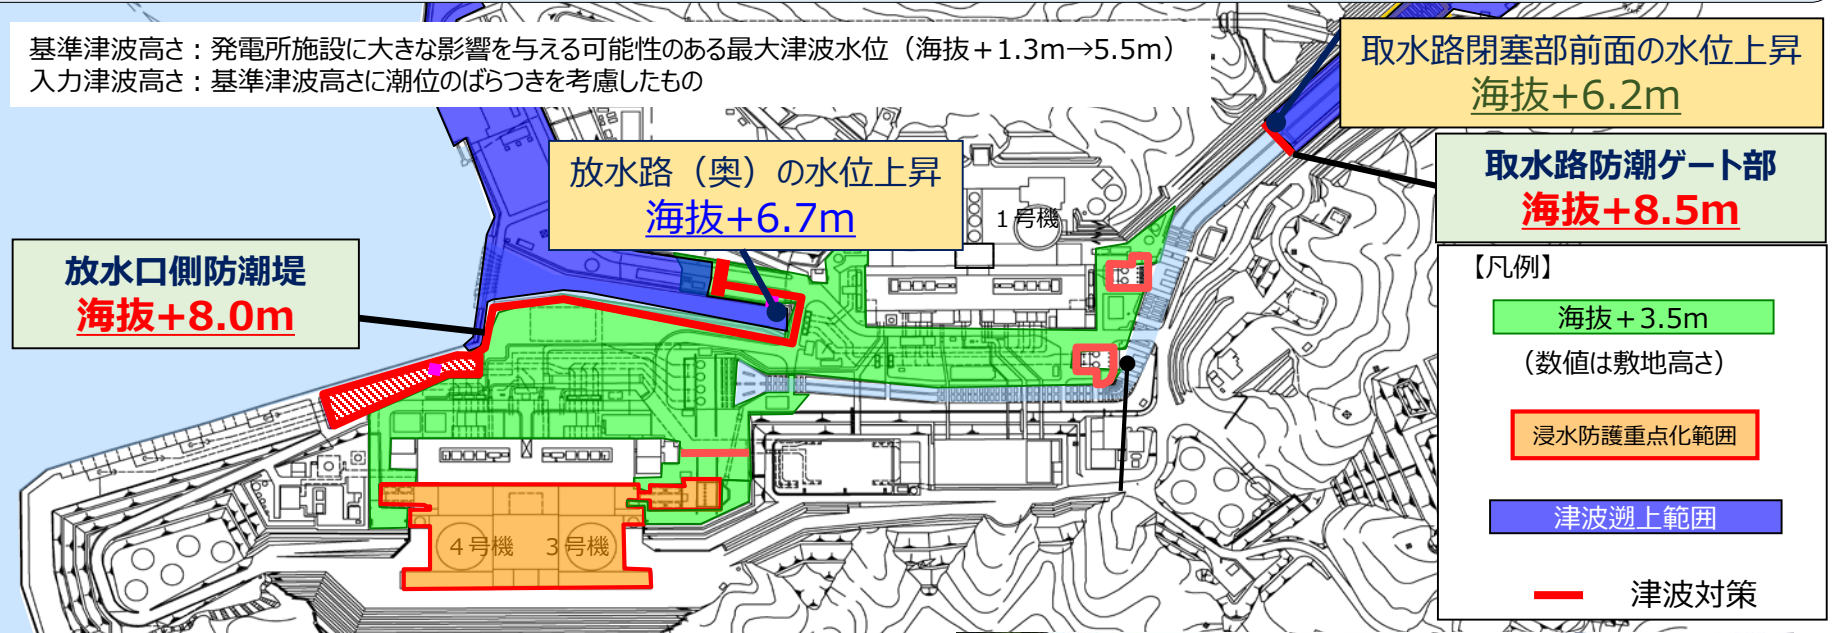 基準津波高さ：発電所施設に大きな影響を与える可能性のある最大津波水位（海抜＋1.3m→5.5m）
入力津波高さ：基準津波高さに潮位のばらつきを考慮したもの
取水路閉塞部前面の水位上昇
海抜+6.2m
放水路（奥）の水位上昇
海抜+6.7m
取水路防潮ゲート部
海抜+8.5m
放水口側防潮堤
海抜+8.0m
１号機
４号機
３号機
【凡例】
海抜＋3.5m
（数値は敷地高さ）
浸水防護重点化範囲
津波遡上範囲
津波対策